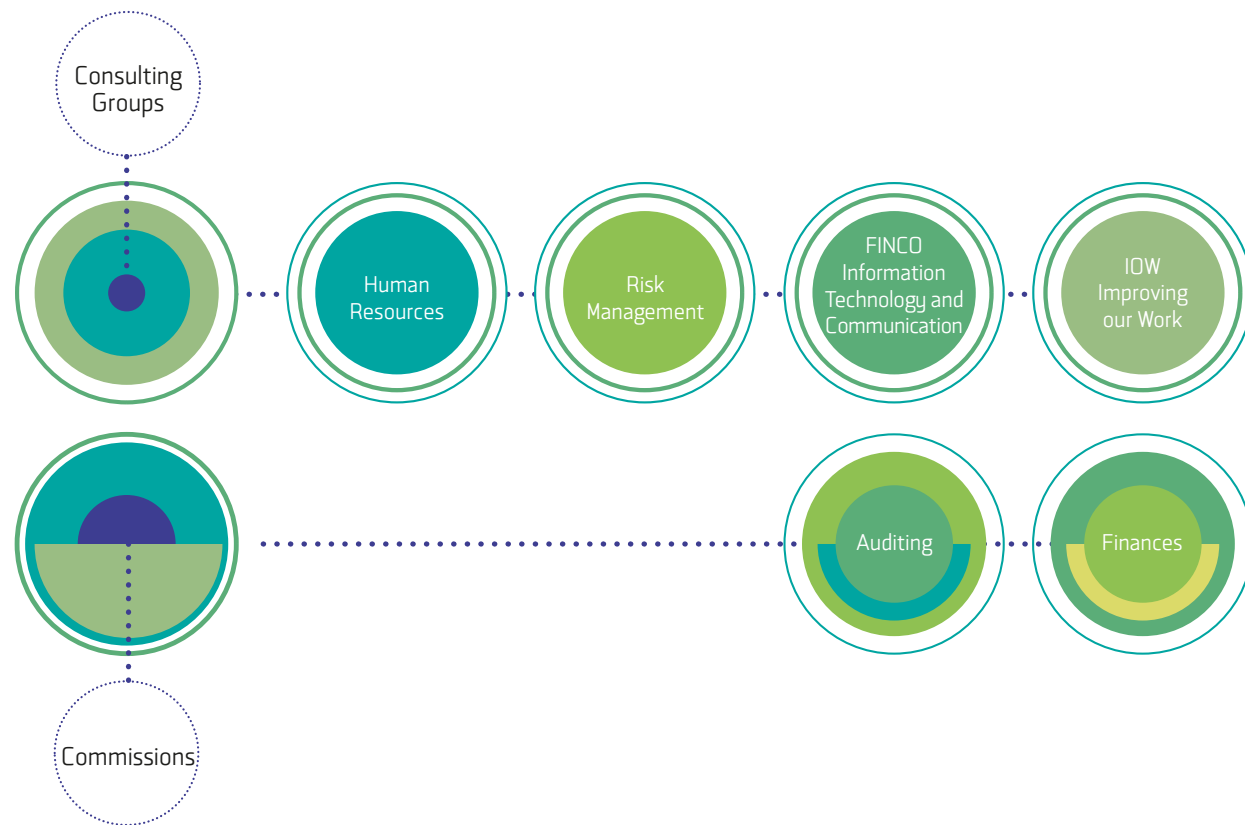 Consulting
Groups
Human
Resources
Risk
Management
FINCO
Information
Technology and
Communication
IOW
Improving
our Work
Auditing
Finances
Commissions